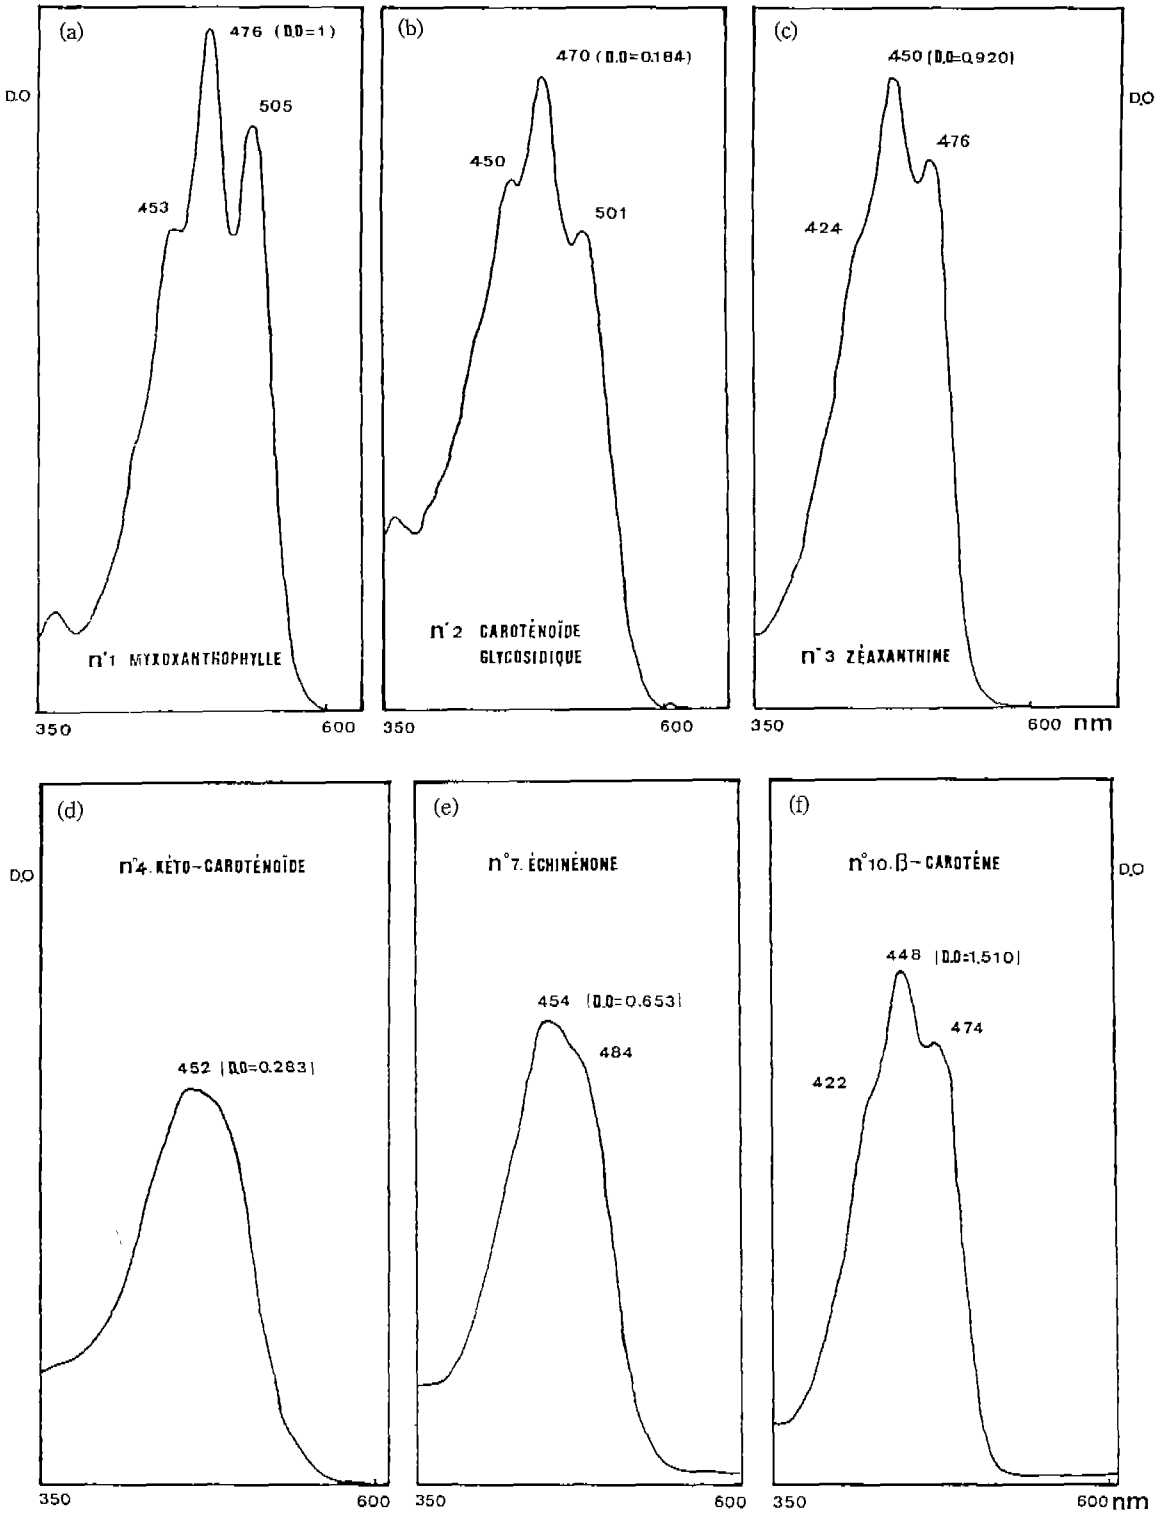 (a)
476 (D.O=1)
D.O
505
453
n°1 MYXOXANTHOPHYLLE
350
600
(b)
470 (D.O=0.184)
450
501
n°2 CAROTÉNOÏDE
GLYCOSIDIQUE
350
600
(c)
450 (D.O=0,920)
D.O
476
424
n°3 ZÉAXANTHINE
350
600 nm
(d)
n°4. KÉTO-CAROTÉNOÏDE
D.O
452 (D.O=0.283)
350
600
(e)
n°7. ÉCHINÉNONE
454 (D.O=0.653)
484
350
600
(f)
n°10. β-CAROTÉNE
D.O
448 (D.O=1.510)
474
422
350
600 nm